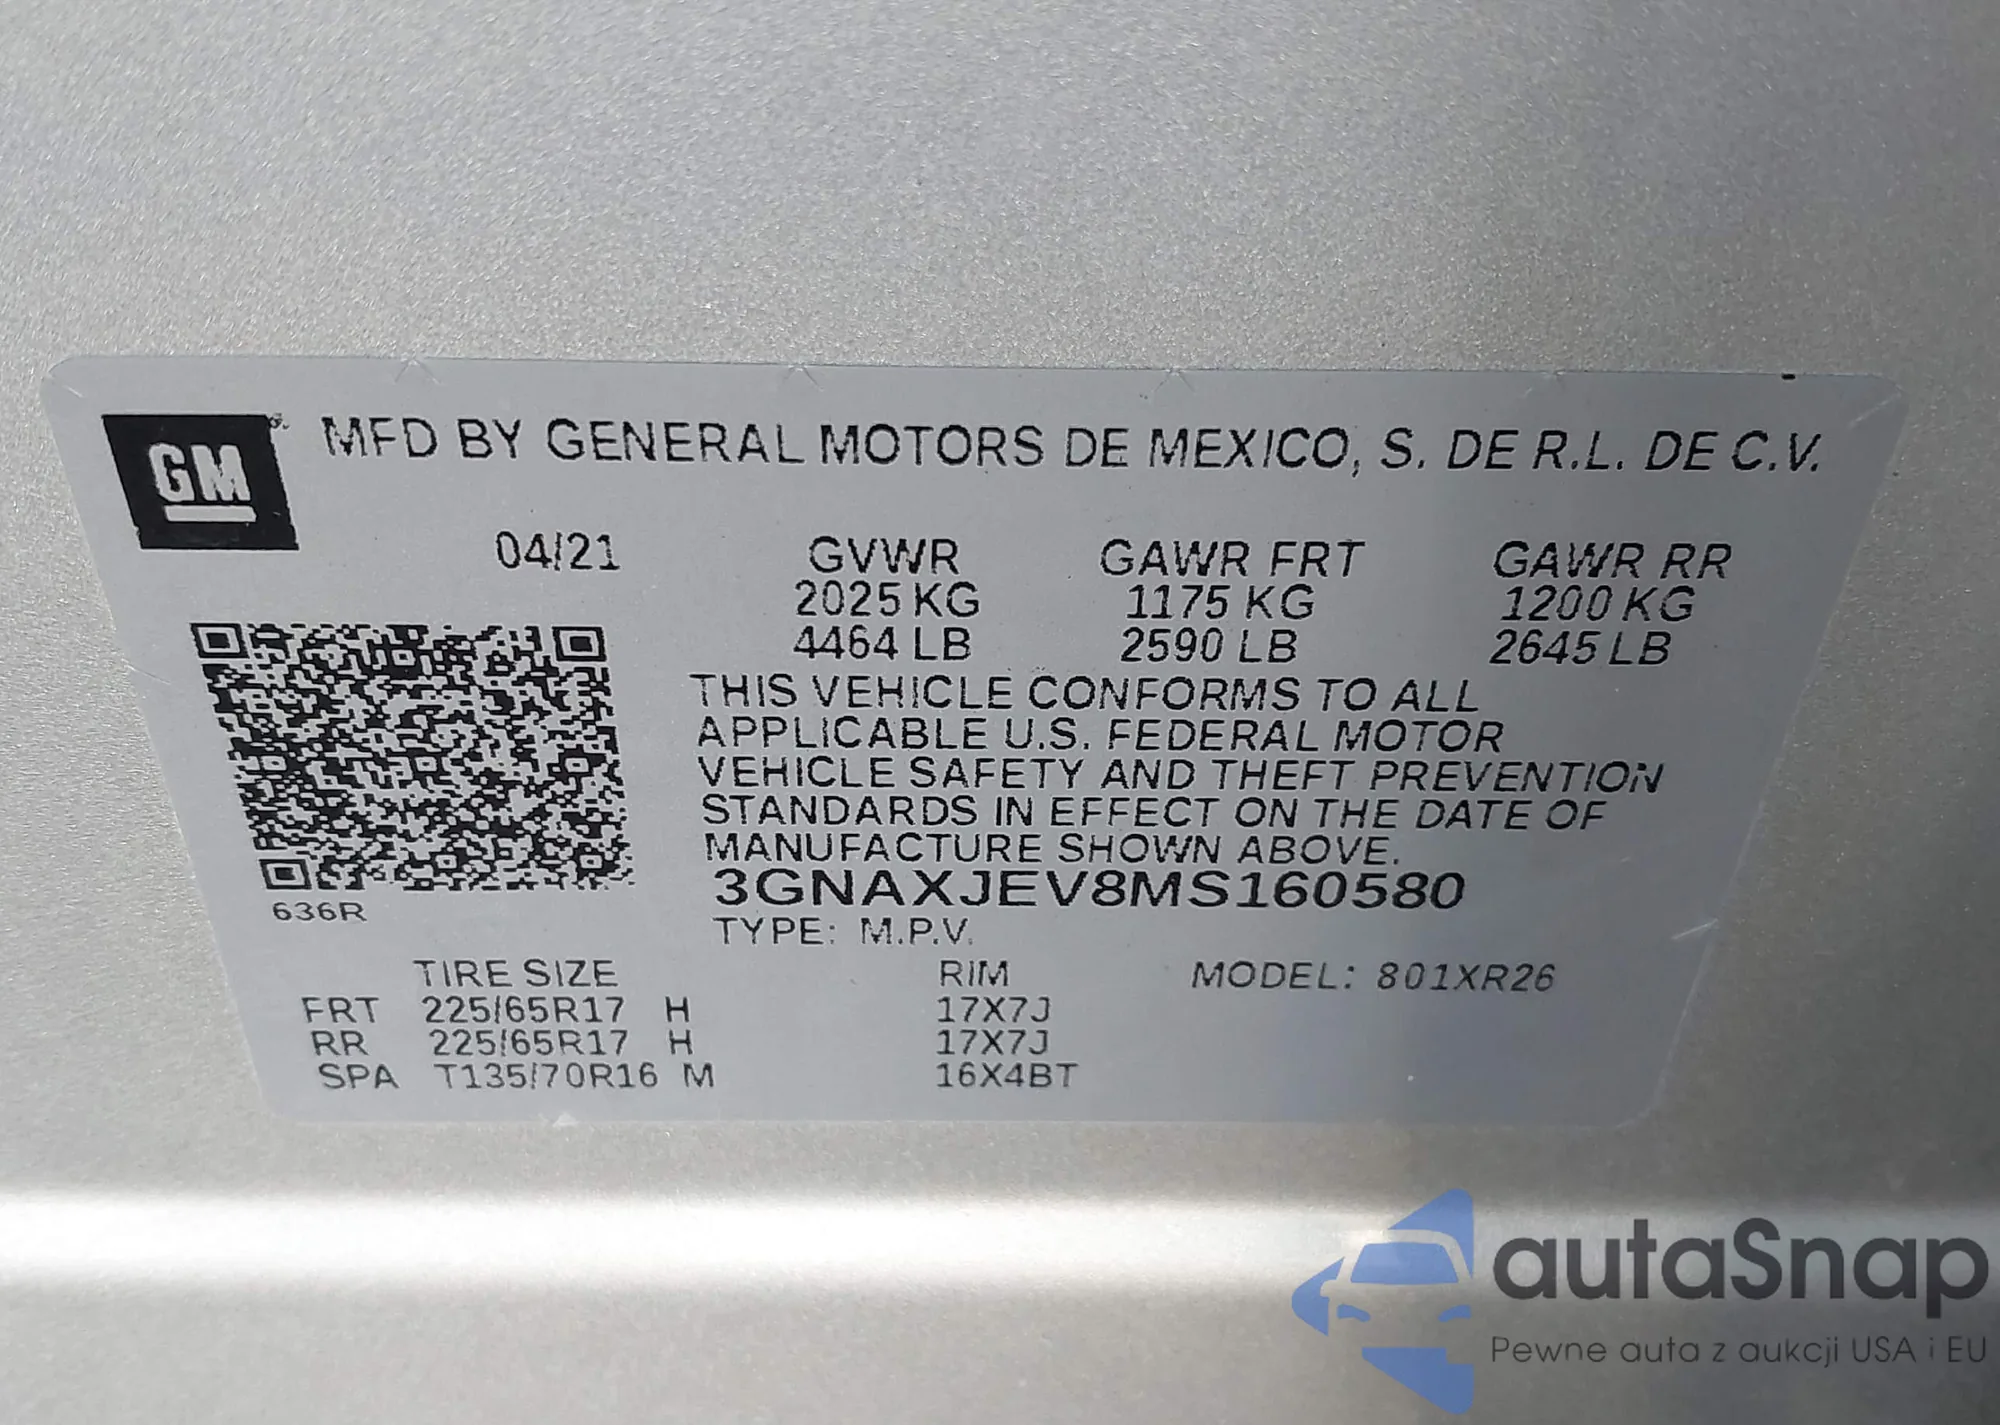 GM
MFD BY GENERAL MOTORS DE MEXICO, S. DE R.L. DE C.V.
04/21 GVWR GAWR FRT GAWR RR
2025 KG 1175 KG 1200 KG
4464 LB 2590 LB 2645 LB
THIS VEHICLE CONFORMS TO ALL
APPLICABLE U.S. FEDERAL MOTOR
VEHICLE SAFETY AND THEFT PREVENTION
STANDARDS IN EFFECT ON THE DATE OF
MANUFACTURE SHOWN ABOVE.
3GNAXJEV8MS160580
636R
TYPE: M.P.V.
TIRE SIZE RIM MODEL: 801XR26
FRT 225/65R17 H 17X7J
RR 225/65R17 H 17X7J
SPA T135/70R16 M 16X4BT
autaSnap
Pewne auta z aukcji USA i EU